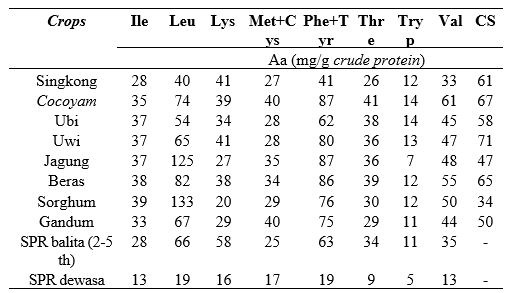 Crops Ile Leu Lys Met+Cys Phe+Tyr Thre Tryp Val CS
Aa (mg/g crude protein)
Singkong 28 40 41 27 41 26 12 33 61
Cocoyam 35 74 39 40 87 41 14 61 67
Ubi 37 54 34 28 62 38 14 45 58
Uwi 37 65 41 28 80 36 13 47 71
Jagung 37 125 27 35 87 36 7 48 47
Beras 38 82 38 34 86 39 12 55 65
Sorghum 39 133 20 29 76 30 12 50 34
Gandum 33 67 29 40 75 29 11 44 50
SPR balita (2-5 th) 28 66 58 25 63 34 11 35 -
SPR dewasa 13 19 16 17 19 9 5 13 -